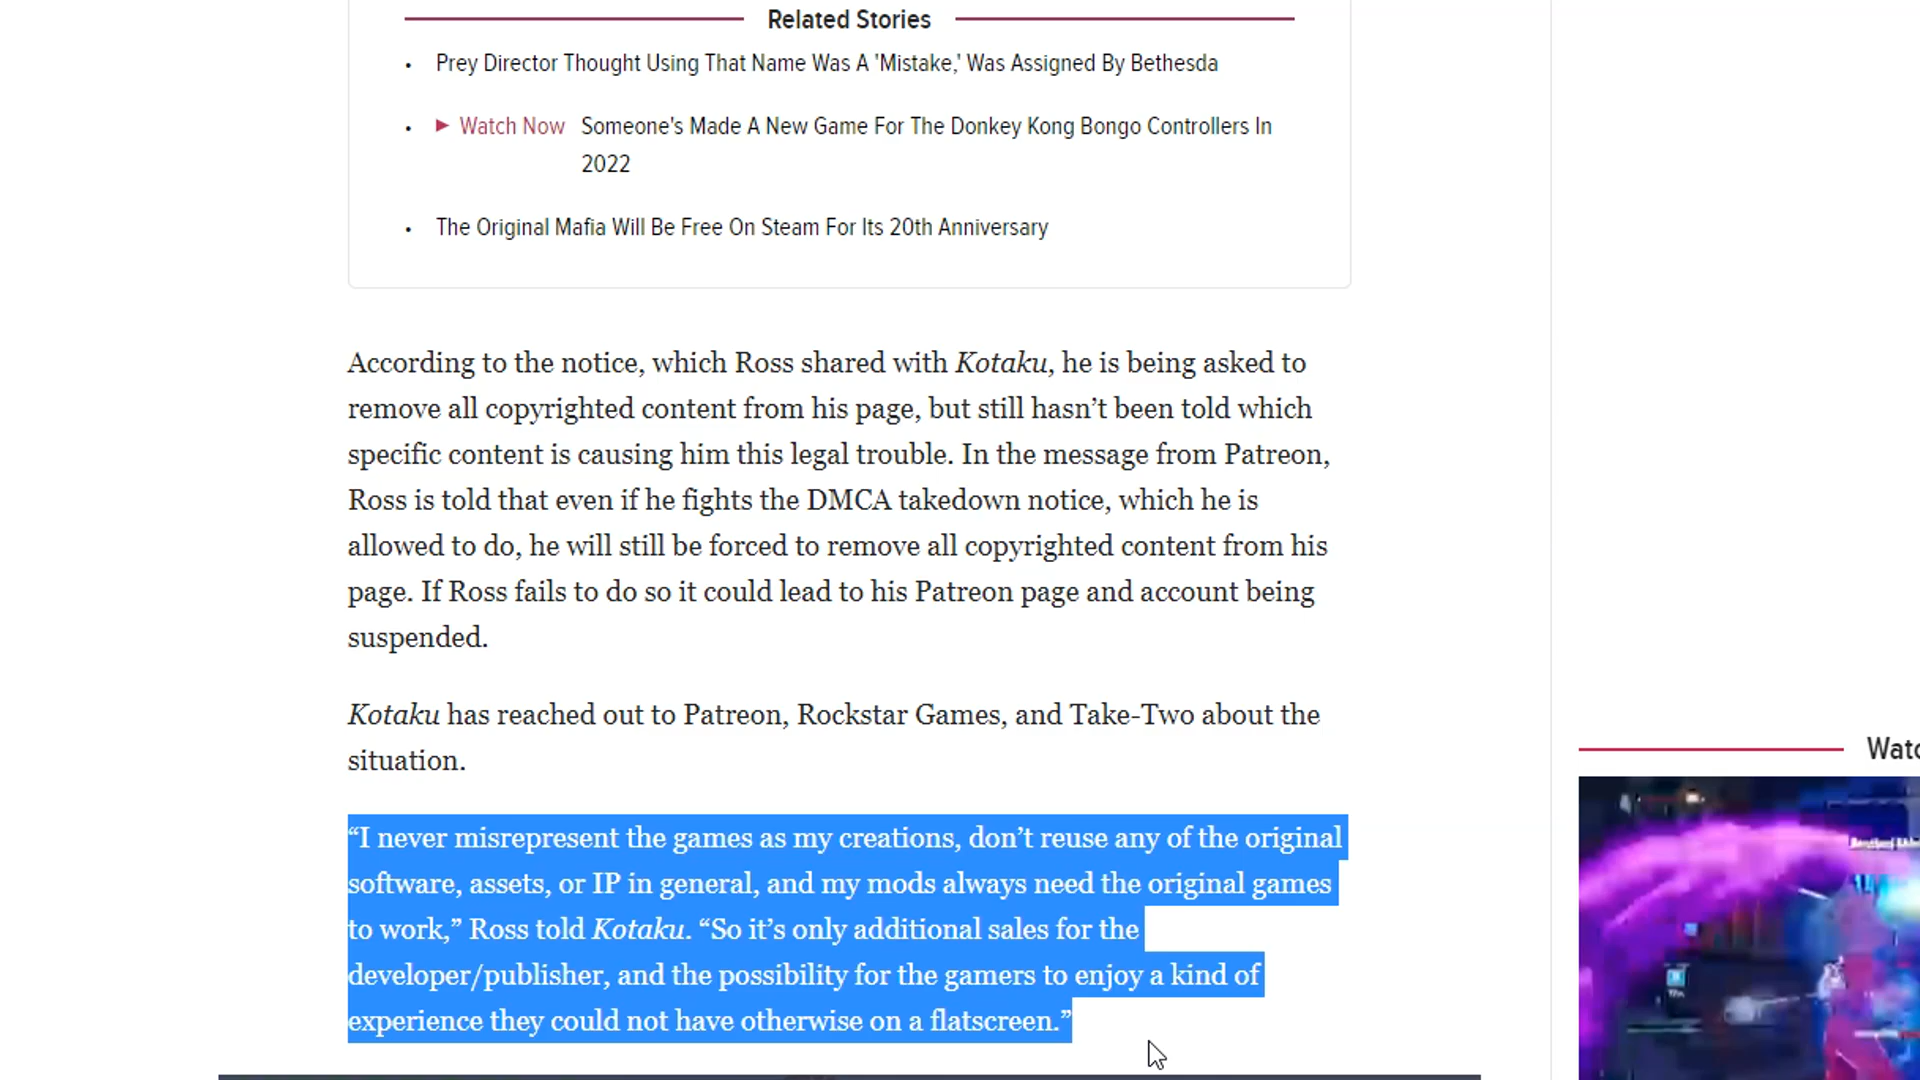 Related Stories
• Prey Director Thought Using That Name Was A 'Mistake,' Was Assigned By Bethesda
• ▶ Watch Now Someone's Made A New Game For The Donkey Kong Bongo Controllers In
2022
• The Original Mafia Will Be Free On Steam For Its 20th Anniversary
According to the notice, which Ross shared with Kotaku, he is being asked to
remove all copyrighted content from his page, but still hasn’t been told which
specific content is causing him this legal trouble. In the message from Patreon,
Ross is told that even if he fights the DMCA takedown notice, which he is
allowed to do, he will still be forced to remove all copyrighted content from his
page. If Ross fails to do so it could lead to his Patreon page and account being
suspended.
Kotaku has reached out to Patreon, Rockstar Games, and Take-Two about the
situation.
“I never misrepresent the games as my creations, don’t reuse any of the original
software, assets, or IP in general, and my mods always need the original games
to work,” Ross told Kotaku. “So it’s only additional sales for the
developer/publisher, and the possibility for the gamers to enjoy a kind of
experience they could not have otherwise on a flatscreen.”
Watc